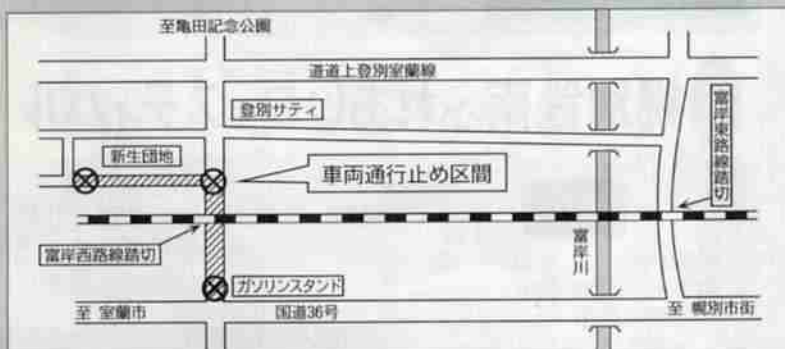 至亀田記念公園
道道上登別室蘭線
登別サティ
富岸東路線踏切
新生団地
車両通行止め区間
富岸西路線踏切
富岸川
ガソリンスタンド
至 室蘭市
国道36号
至 幌別市街